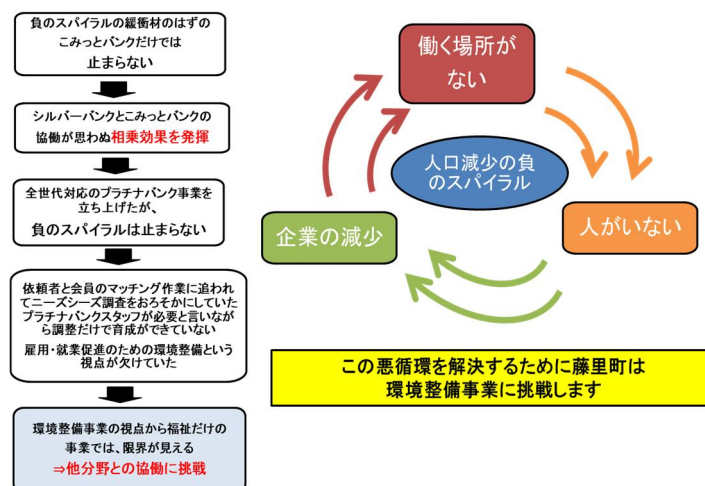 負のスパイラルの緩衝材のはずの
こみっとバンクだけでは
止まらない
シルバーバンクとこみっとバンクの
協働が思わぬ相乗効果を発揮
全世代対応のプラチナバンク事業を
立ち上げたが、
負のスパイラルは止まらない
依頼者と会員のマッチング作業に追われ
てニーズシーズ調査をおろそかにしていた
プラチナバンクスタッフが必要と言いなが
ら調整だけで育成ができていない
雇用・就業促進のための環境整備という
視点が欠けていた
環境整備事業の視点から福祉だけの
事業では、限界が見える
⇒他分野との協働に挑戦
働く場所が
ない
人口減少の負
のスパイラル
企業の減少
人がいない
この悪循環を解決するために藤里町は
環境整備事業に挑戦します